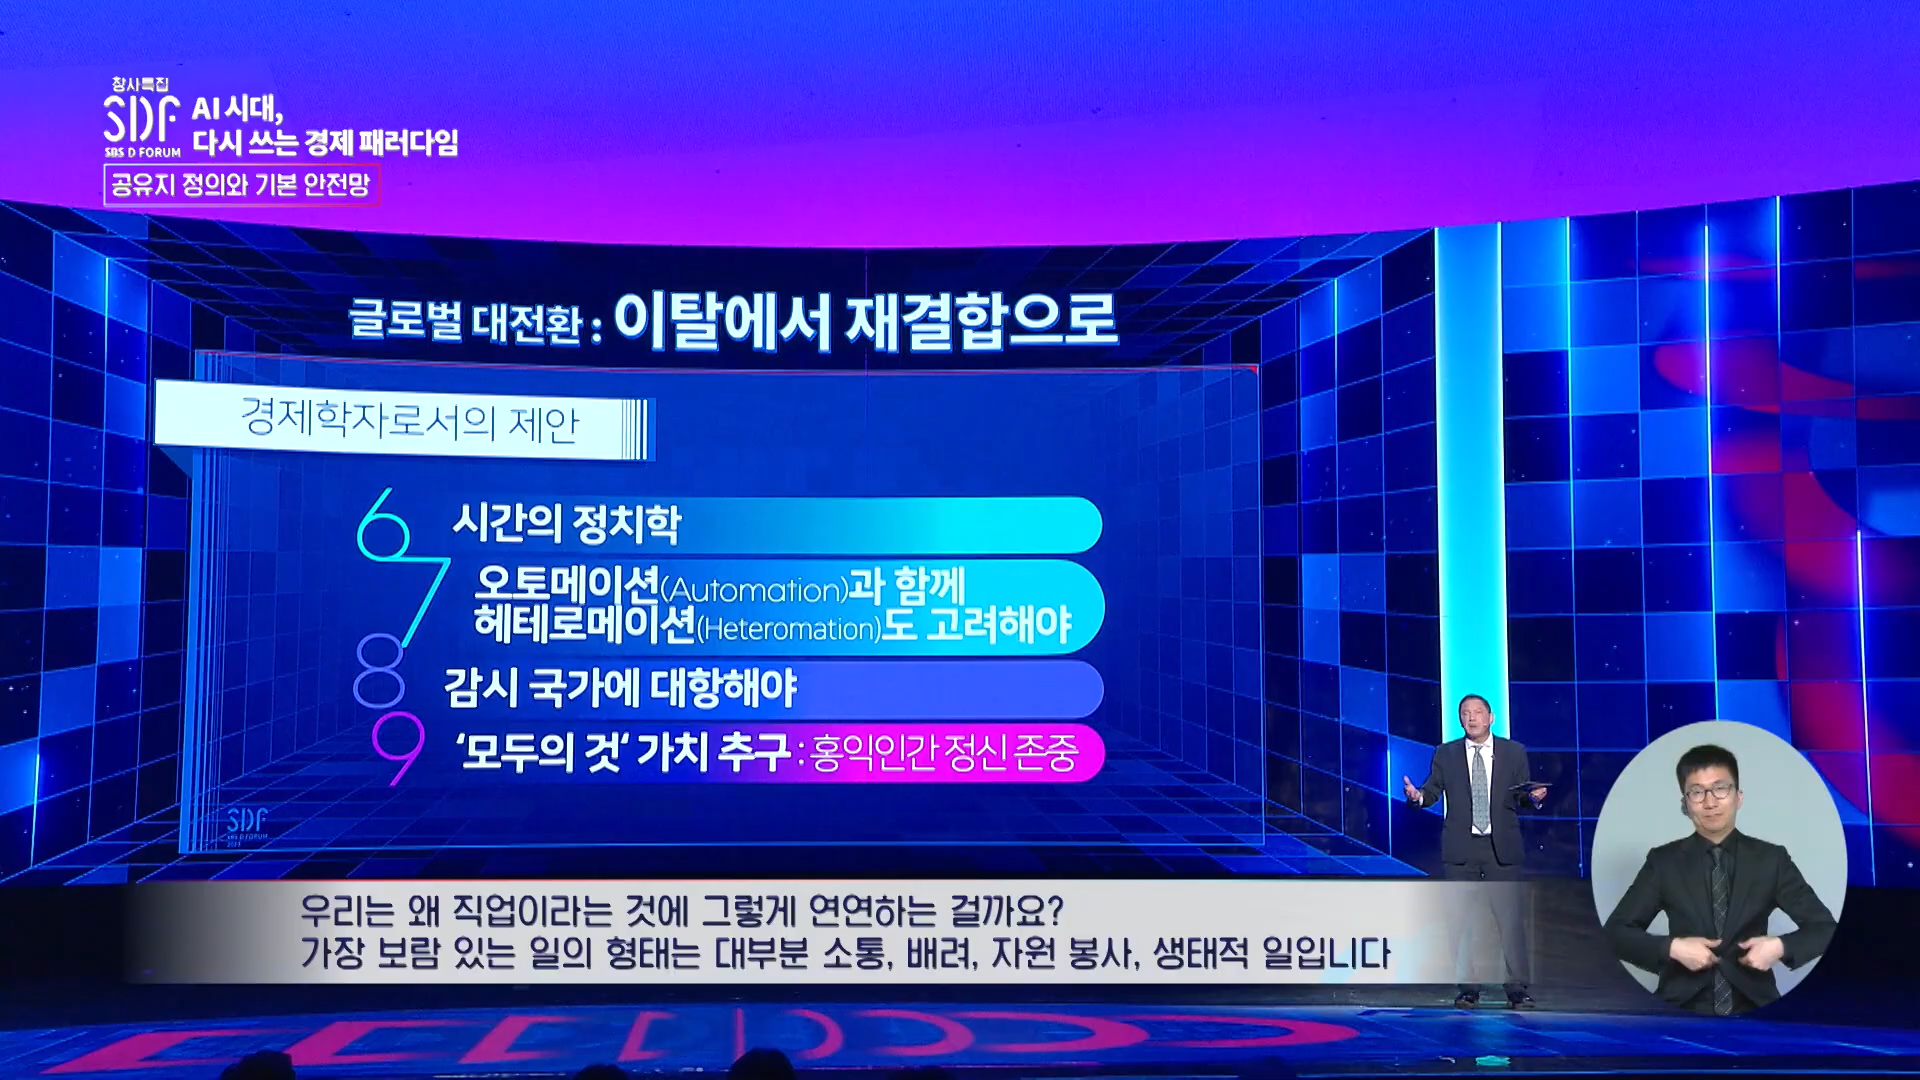 창사특집
SDF
SBS D FORUM
AI 시대,
다시 쓰는 경제 패러다임
공유지 정의와 기본 안전망
글로벌 대전환 : 이탈에서 재결합으로
경제학자로서의 제안
6 시간의 정치학
7 오토메이션(Automation)과 함께
헤테로메이션(Heteromation)도 고려해야
8 감시 국가에 대항해야
9 ‘모두의 것‘ 가치 추구 : 홍익인간 정신 존중
SDF
SBS D FORUM
우리는 왜 직업이라는 것에 그렇게 연연하는 걸까요?
가장 보람 있는 일의 형태는 대부분 소통, 배려, 자원 봉사, 생태적 일입니다